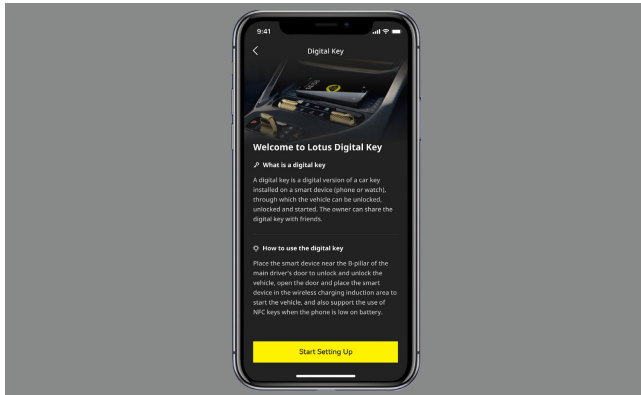 9:41
Digital Key
Welcome to Lotus Digital Key
What is a digital key
A digital key is a digital version of a car key
installed on a smart device (phone or watch),
through which the vehicle can be unlocked,
unlocked and started. The owner can share the
digital key with friends.
How to use the digital key
Place the smart device near the B-pillar of the
main driver's door to unlock and unlock the
vehicle, open the door and place the smart
device in the wireless charging induction area to
start the vehicle, and also support the use of
NFC keys when the phone is low on battery.
Start Setting Up